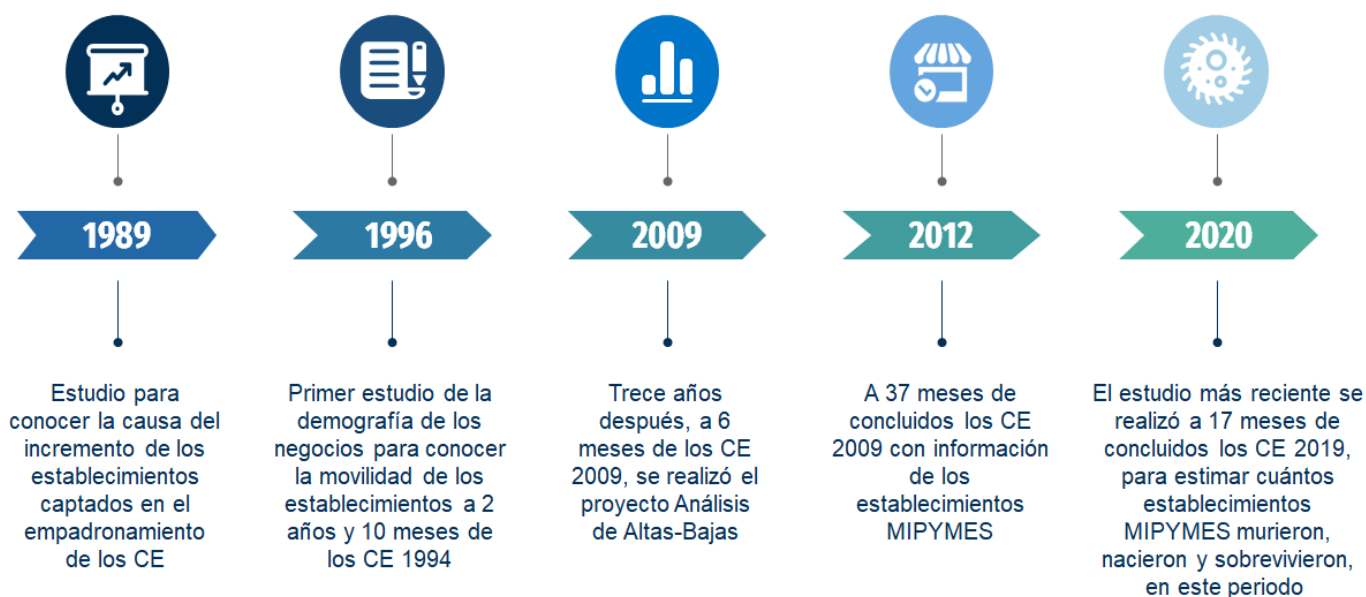 1989
Estudio para
conocer la causa del
incremento de los
establecimientos
captados en el
empadronamiento
de los CE
1996
Primer estudio de la
demografía de los
negocios para conocer
la movilidad de los
establecimientos a 2
años y 10 meses de
los CE 1994
2009
Trece años
después, a 6
meses de los CE
2009, se realizó el
proyecto Análisis
de Altas-Bajas
2012
A 37 meses de
concluidos los CE
2009 con información
de los
establecimientos
MIPYMES
2020
El estudio más reciente se
realizó a 17 meses de
concluidos los CE 2019,
para estimar cuántos
establecimientos
MIPYMES murieron,
nacieron y sobrevivieron,
en este periodo